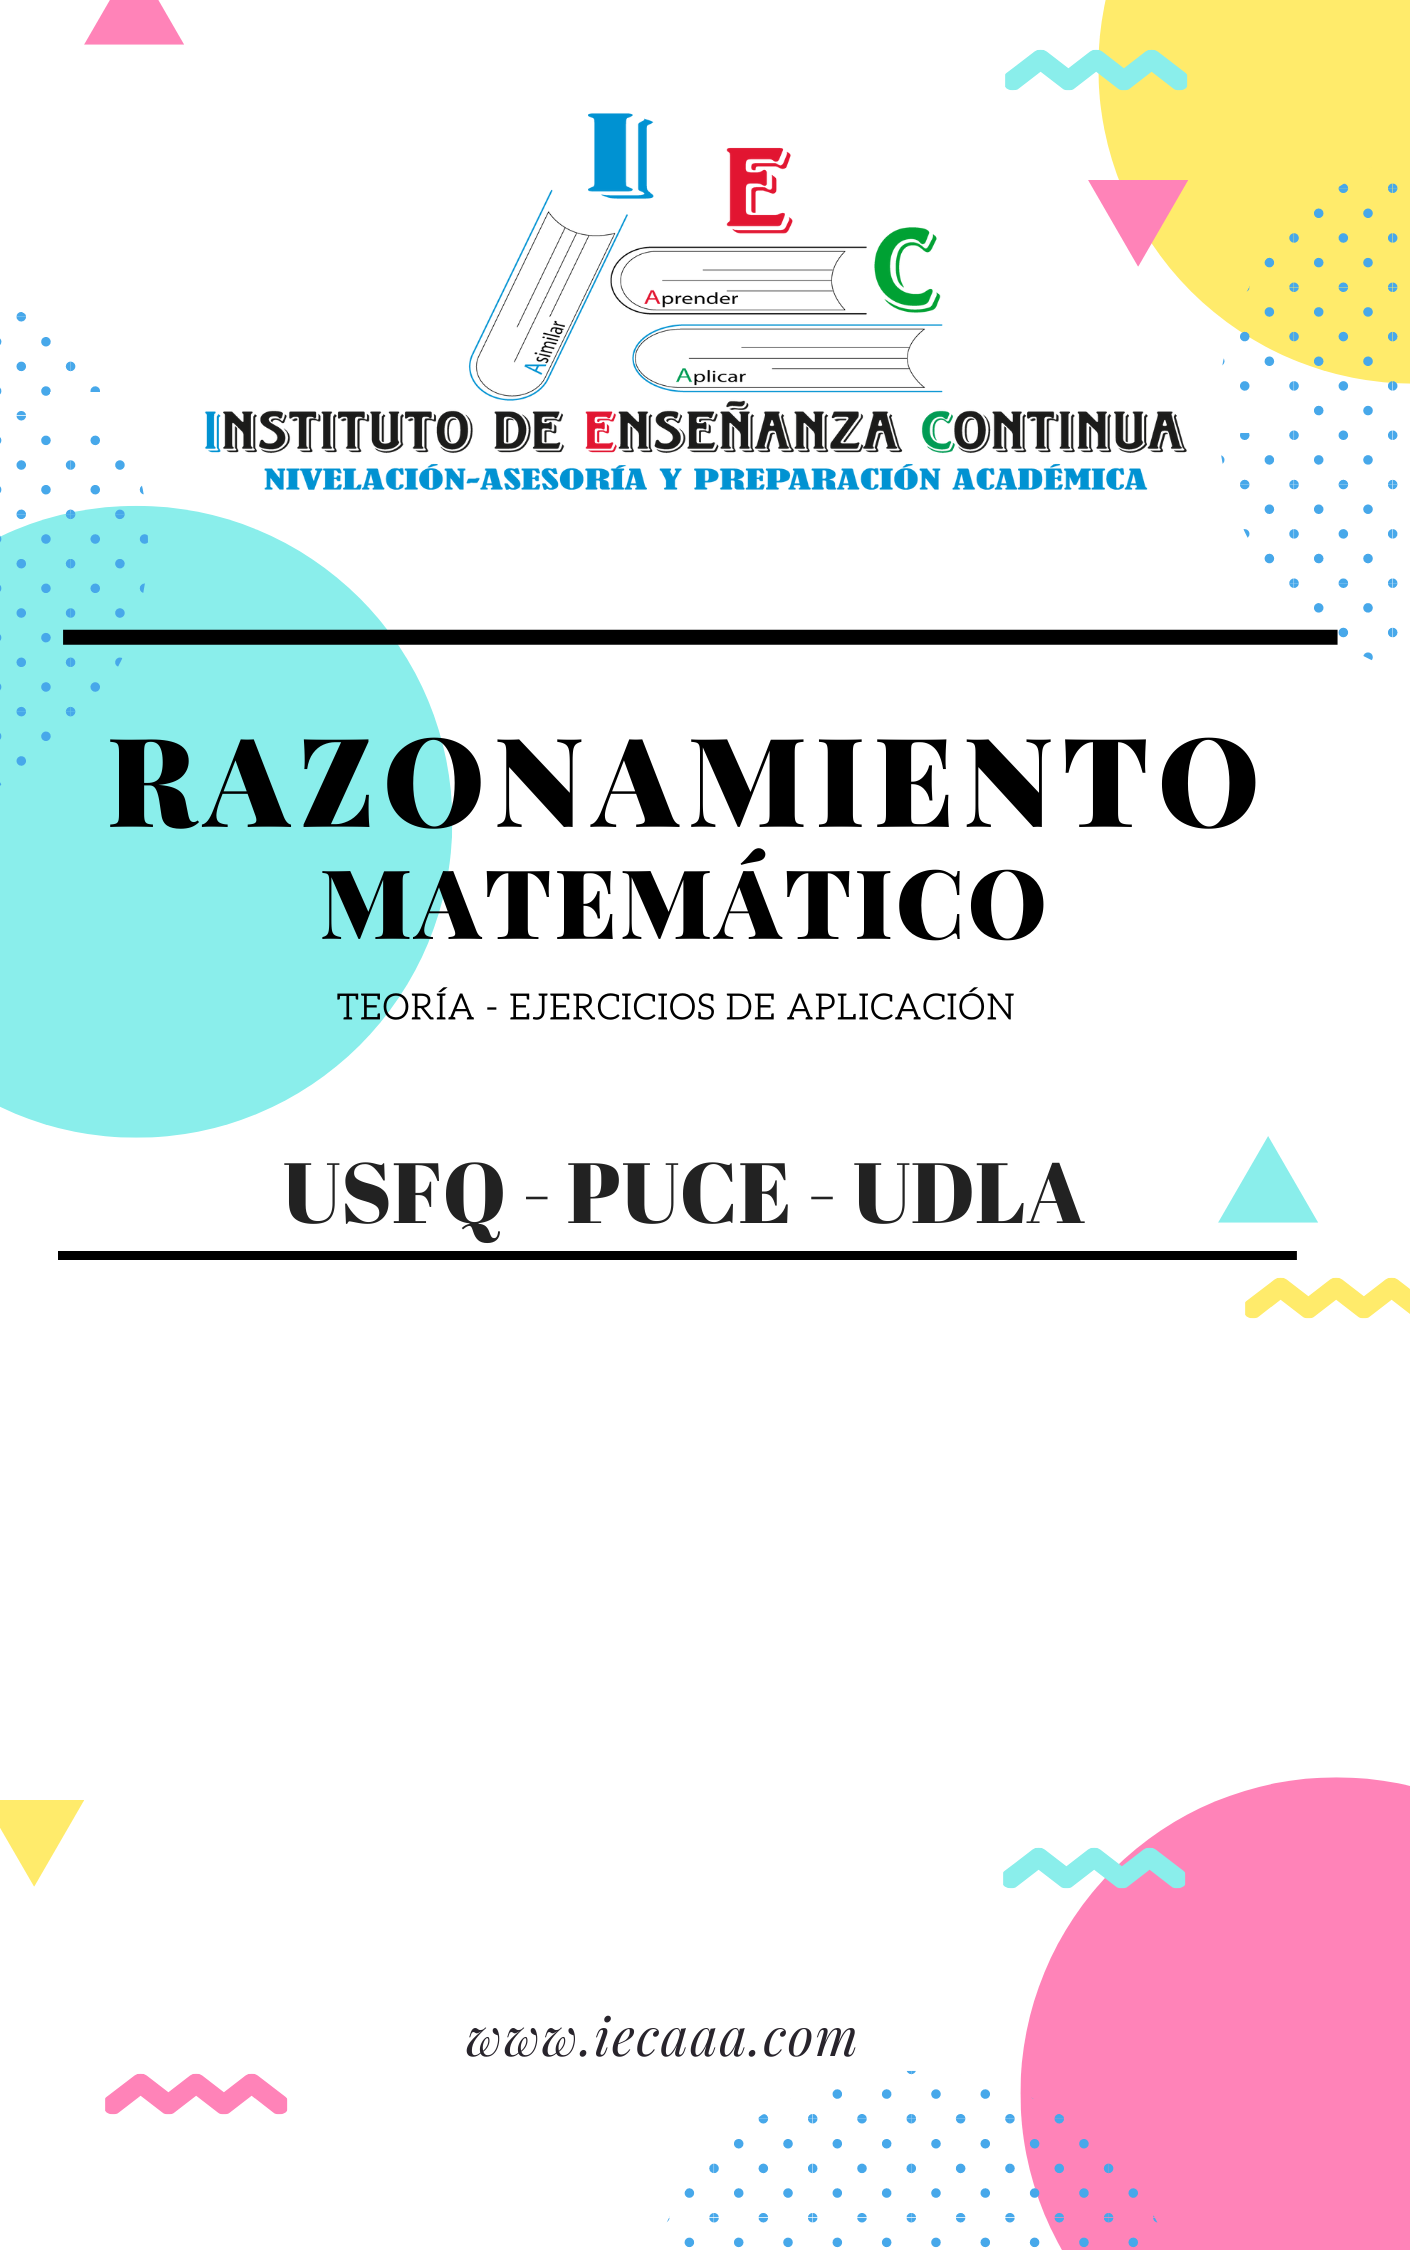 I E C
Asimilar
Aprender
Aplicar
INSTITUTO DE ENSEÑANZA CONTINUA
NIVELACIÓN-ASESORÍA Y PREPARACIÓN ACADÉMICA
RAZONAMIENTO
MATEMÁTICO
TEORÍA - EJERCICIOS DE APLICACIÓN
USFQ - PUCE - UDLA
www.iecaaa.com